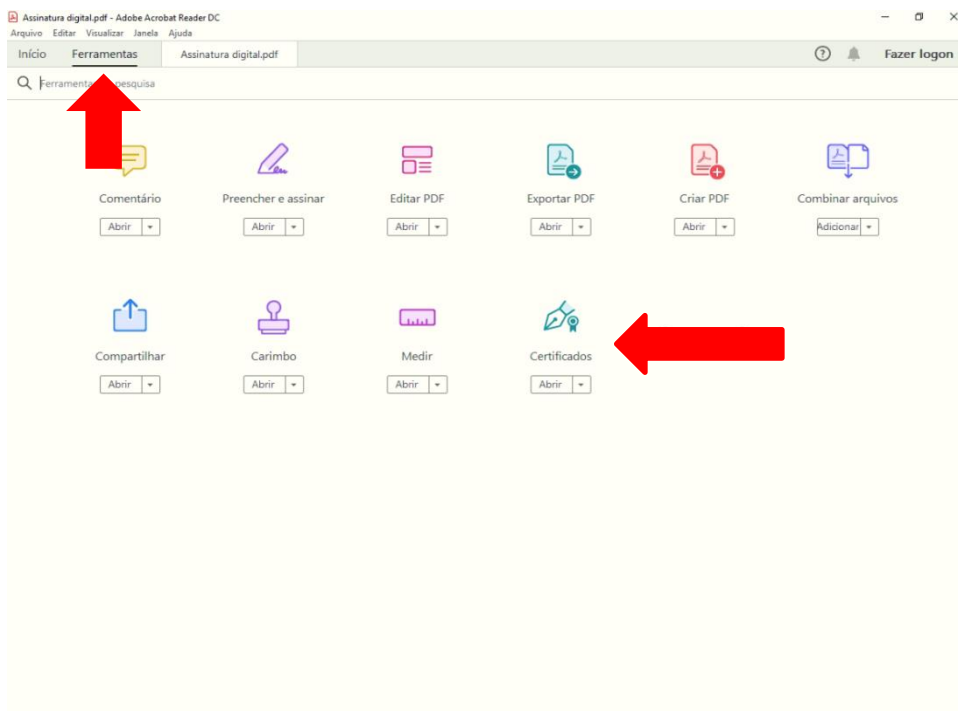 Assinatura digital.pdf - Adobe Acrobat Reader DC
Arquivo Editar Visualizar Janela Ajuda
Início Ferramentas Assinatura digital.pdf Fazer logon
pesquisa
Comentário Preencher e assinar Editar PDF Exportar PDF Criar PDF Combinar arquivos
Abrir Abrir Abrir Abrir Abrir Adicionar
Compartilhar Carimbo Medir Certificados
Abrir Abrir Abrir Abrir